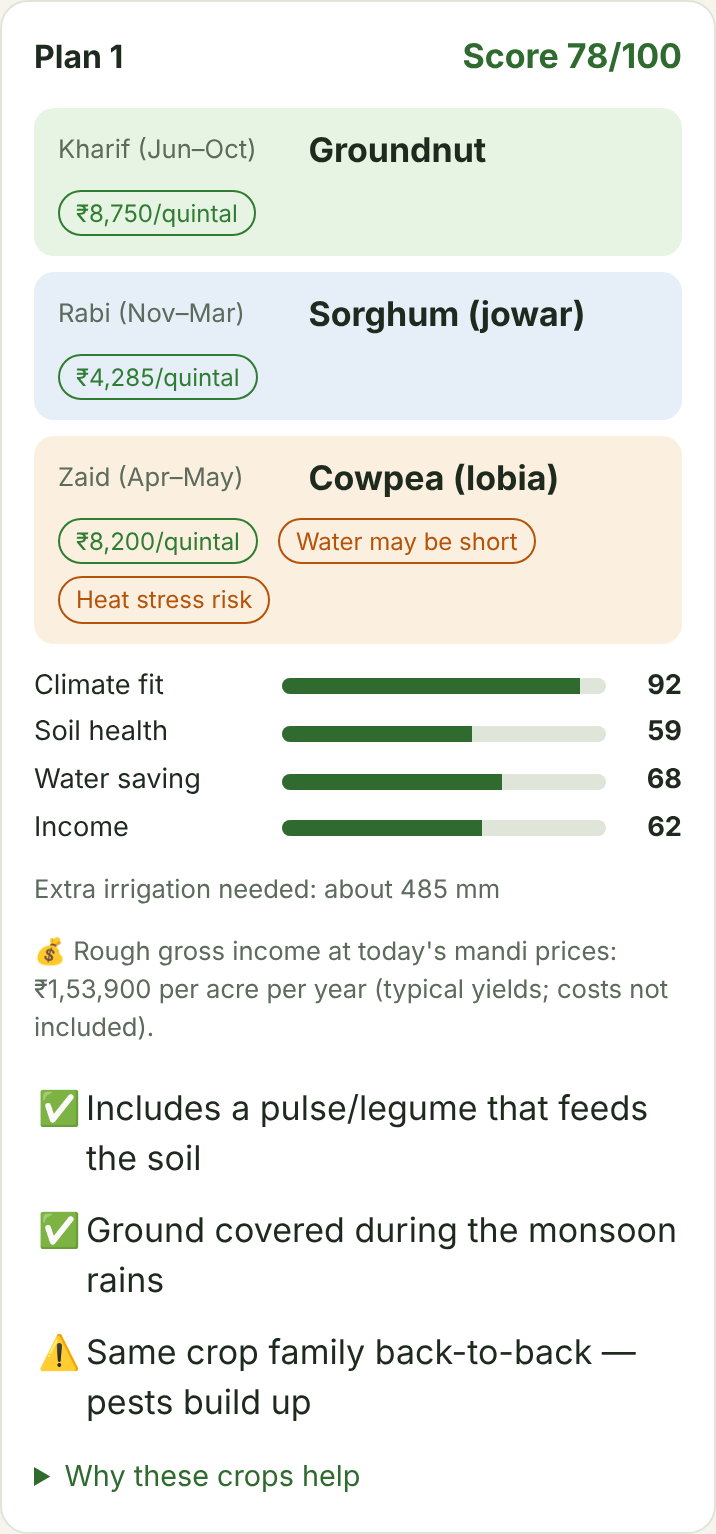 Plan 1
Score 78/100
Kharif (Jun–Oct)
Groundnut
₹8,750/quintal
Rabi (Nov–Mar)
Sorghum (jowar)
₹4,285/quintal
Zaid (Apr–May)
Cowpea (lobia)
₹8,200/quintal
Water may be short
Heat stress risk
Climate fit 92
Soil health 59
Water saving 68
Income 62
Extra irrigation needed: about 485 mm
💰 Rough gross income at today's mandi prices:
₹1,53,900 per acre per year (typical yields; costs not
included).
✅ Includes a pulse/legume that feeds
the soil
✅ Ground covered during the monsoon
rains
⚠️ Same crop family back-to-back —
pests build up
▶ Why these crops help